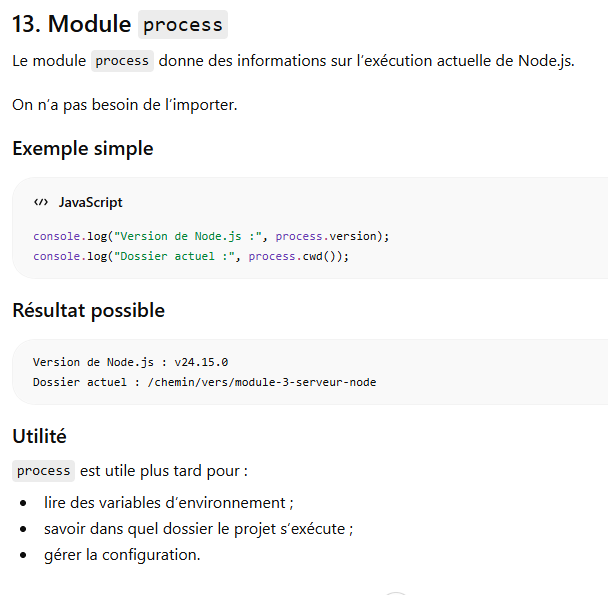 13. Module process
Le module process donne des informations sur l'exécution actuelle de Node.js.
On n'a pas besoin de l'importer.
Exemple simple
</> JavaScript
console.log("Version de Node.js :", process.version);
console.log("Dossier actuel :", process.cwd());
Résultat possible
Version de Node.js : v24.15.0
Dossier actuel : /chemin/vers/module-3-serveur-node
Utilité
process est utile plus tard pour :
• lire des variables d'environnement ;
• savoir dans quel dossier le projet s'exécute ;
• gérer la configuration.